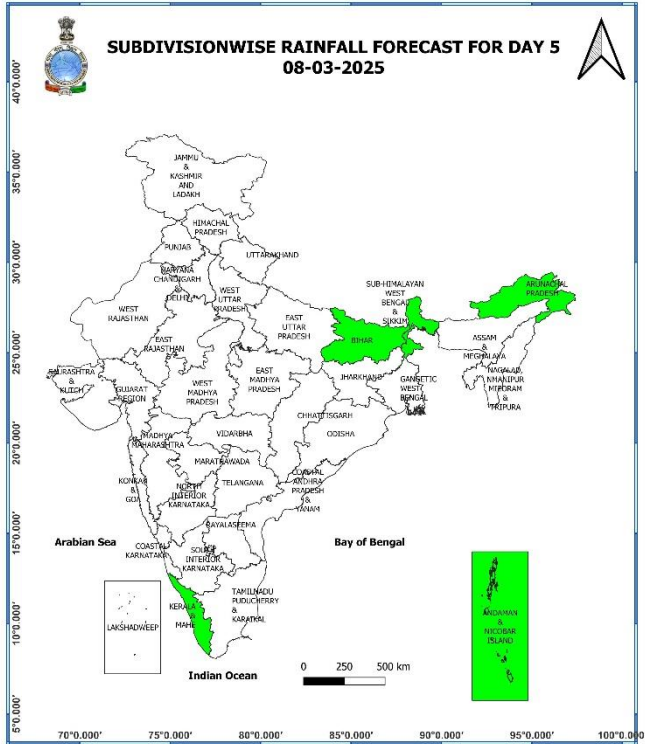 SUBDIVISIONWISE RAINFALL FORECAST FOR DAY 5
08-03-2025
40°0.000'
35°0.000'
30°0.000'
25°0.000'
20°0.000'
15°0.000'
10°0.000'
5°0.000'
JAMMU
&
KASHMIR
AND
LADAKH
HIMACHAL
PRADESH
PUNJAB
UTTARAKHAND
HARYANA
CHANDIGARH
&
DELHI
WEST
UTTAR
PRADESH
WEST
RAJASTHAN
EAST
RAJASTHAN
EAST
UTTAR
PRADESH
SUB-HIMALAYAN
WEST
BENGAL
&
SIKKIM
ARUNACHAL
PRADESH
BIHAR
ASSAM
&
MEGHALAYA
SAURASHTRA
&
KUTCH
GUJARAT
REGION
WEST
MADHYA
PRADESH
EAST
MADHYA
PRADESH
JHARKHAND
GANGETIC
WEST
BENGAL
NAGALAD
NMANIPUR
MIZORAM
&
TRIPURA
CHHATTISGARH
ODISHA
MADHYA
MAHARASHTRA
VIDARBHA
MARATHWADA
TELANGANA
KONKAN
&
GOA
NORTH
INTERIOR
KARNATAKA
COASTAL
ANDHRA
PRADESH
&
YANAM
RAYALASEEMA
Arabian Sea
COASTAL
KARNATAKA
SOUTH
INTERIOR
KARNATAKA
Bay of Bengal
LAKSHADWEEP
KERALA
&
MAHE
TAMILNADU
PUDUCHERRY
&
KARAIKAL
ANDAMAN
&
NICOBAR
ISLAND
Indian Ocean
0 250 500 km
70°0.000' 75°0.000' 80°0.000' 85°0.000' 90°0.000' 95°0.000' 100°0.000'